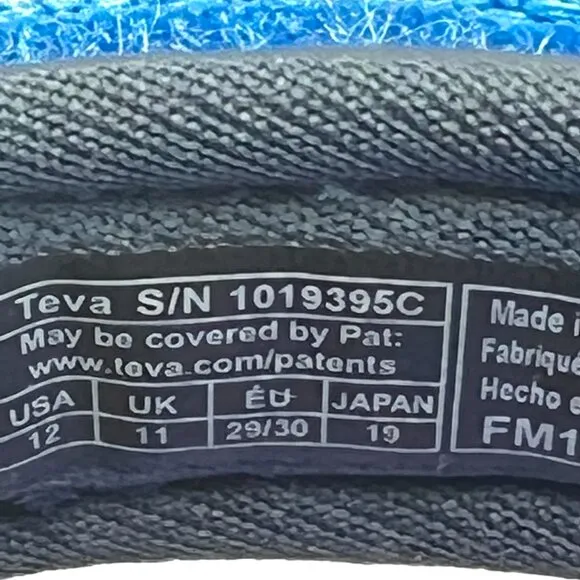 Teva S/N 1019395C
May be covered by Pat:
www.teva.com/patents
USA UK EU JAPAN
12 11 29/30 19
Made
Fabriqué
Hecho
FM1